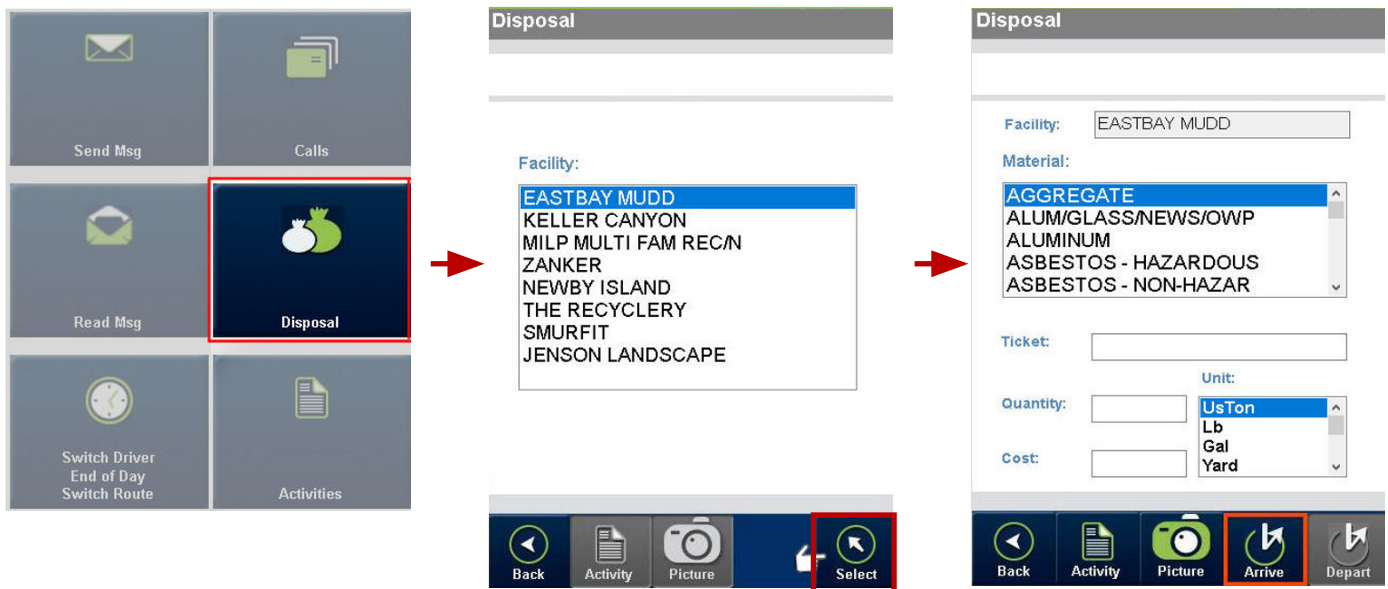 Send Msg
Calls
Read Msg
Disposal
Switch Driver
End of Day
Switch Route
Activities
Disposal
Facility:
EASTBAY MUDD
KELLER CANYON
MILP MULTI FAM REC/N
ZANKER
NEWBY ISLAND
THE RECYCLERY
SMURFIT
JENSON LANDSCAPE
Back
Activity
Picture
Select
Disposal
Facility: EASTBAY MUDD
Material:
AGGREGATE
ALUM/GLASS/NEWS/OWP
ALUMINUM
ASBESTOS - HAZARDOUS
ASBESTOS - NON-HAZAR
Ticket:
Unit:
Quantity:
UsTon
Lb
Gal
Yard
Cost:
Back
Activity
Picture
Arrive
Depart